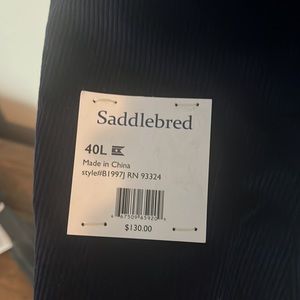 Saddlebred
40L
Made in China
style#B1997J RN 93324
$130.00